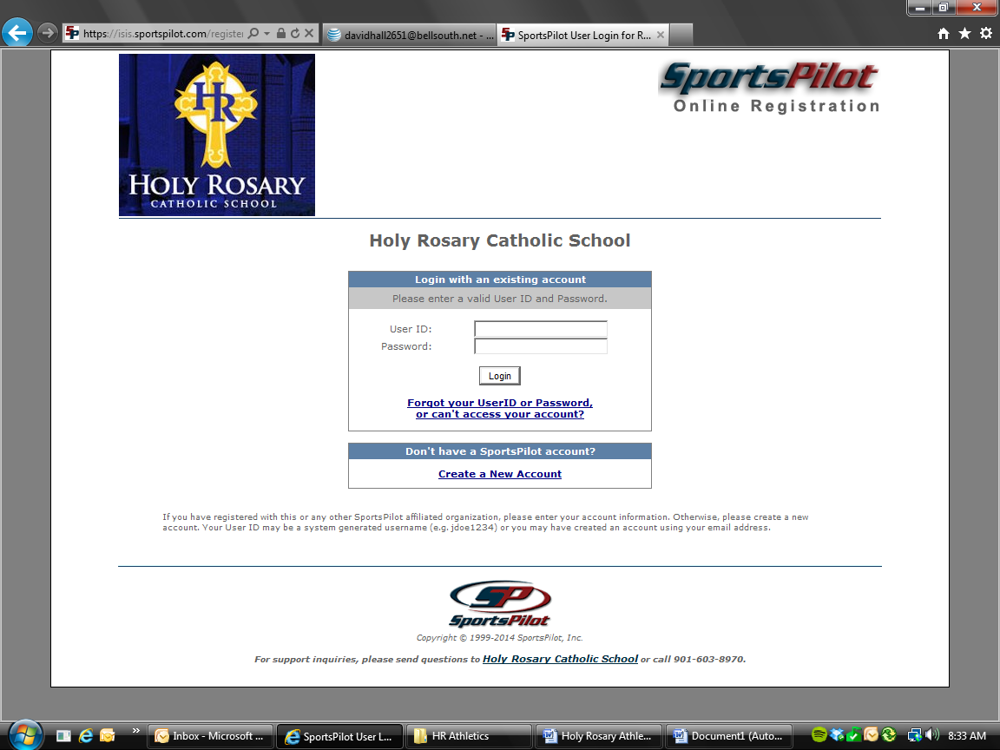 https://isis.sportspilot.com/register
davidhall2651@bellsouth.net - ...
SportsPilot User Login for R...
HR
HOLY ROSARY
CATHOLIC SCHOOL
SportsPilot
Online Registration
Holy Rosary Catholic School
Login with an existing account
Please enter a valid User ID and Password.
User ID:
Password:
Login
Forgot your UserID or Password,
or can't access your account?
Don't have a SportsPilot account?
Create a New Account
If you have registered with this or any other SportsPilot affiliated organization, please enter your account information. Otherwise, please create a new
account. Your User ID may be a system generated username (e.g. jdoe1234) or you may have created an account using your email address.
SP
SportsPilot
Copyright © 1999-2014 SportsPilot, Inc.
For support inquiries, please send questions to Holy Rosary Catholic School or call 901-603-8970.
Inbox - Microsoft ...
SportsPilot User L...
HR Athletics
Holy Rosary Athle...
Document1 (Auto...
8:33 AM